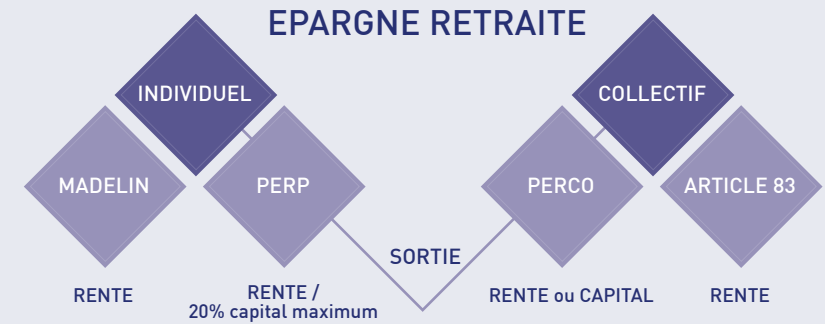 EPARGNE RETRAITE
INDIVIDUEL
COLLECTIF
MADELIN
PERP
PERCO
ARTICLE 83
SORTIE
RENTE
RENTE /
20% capital maximum
RENTE ou CAPITAL
RENTE